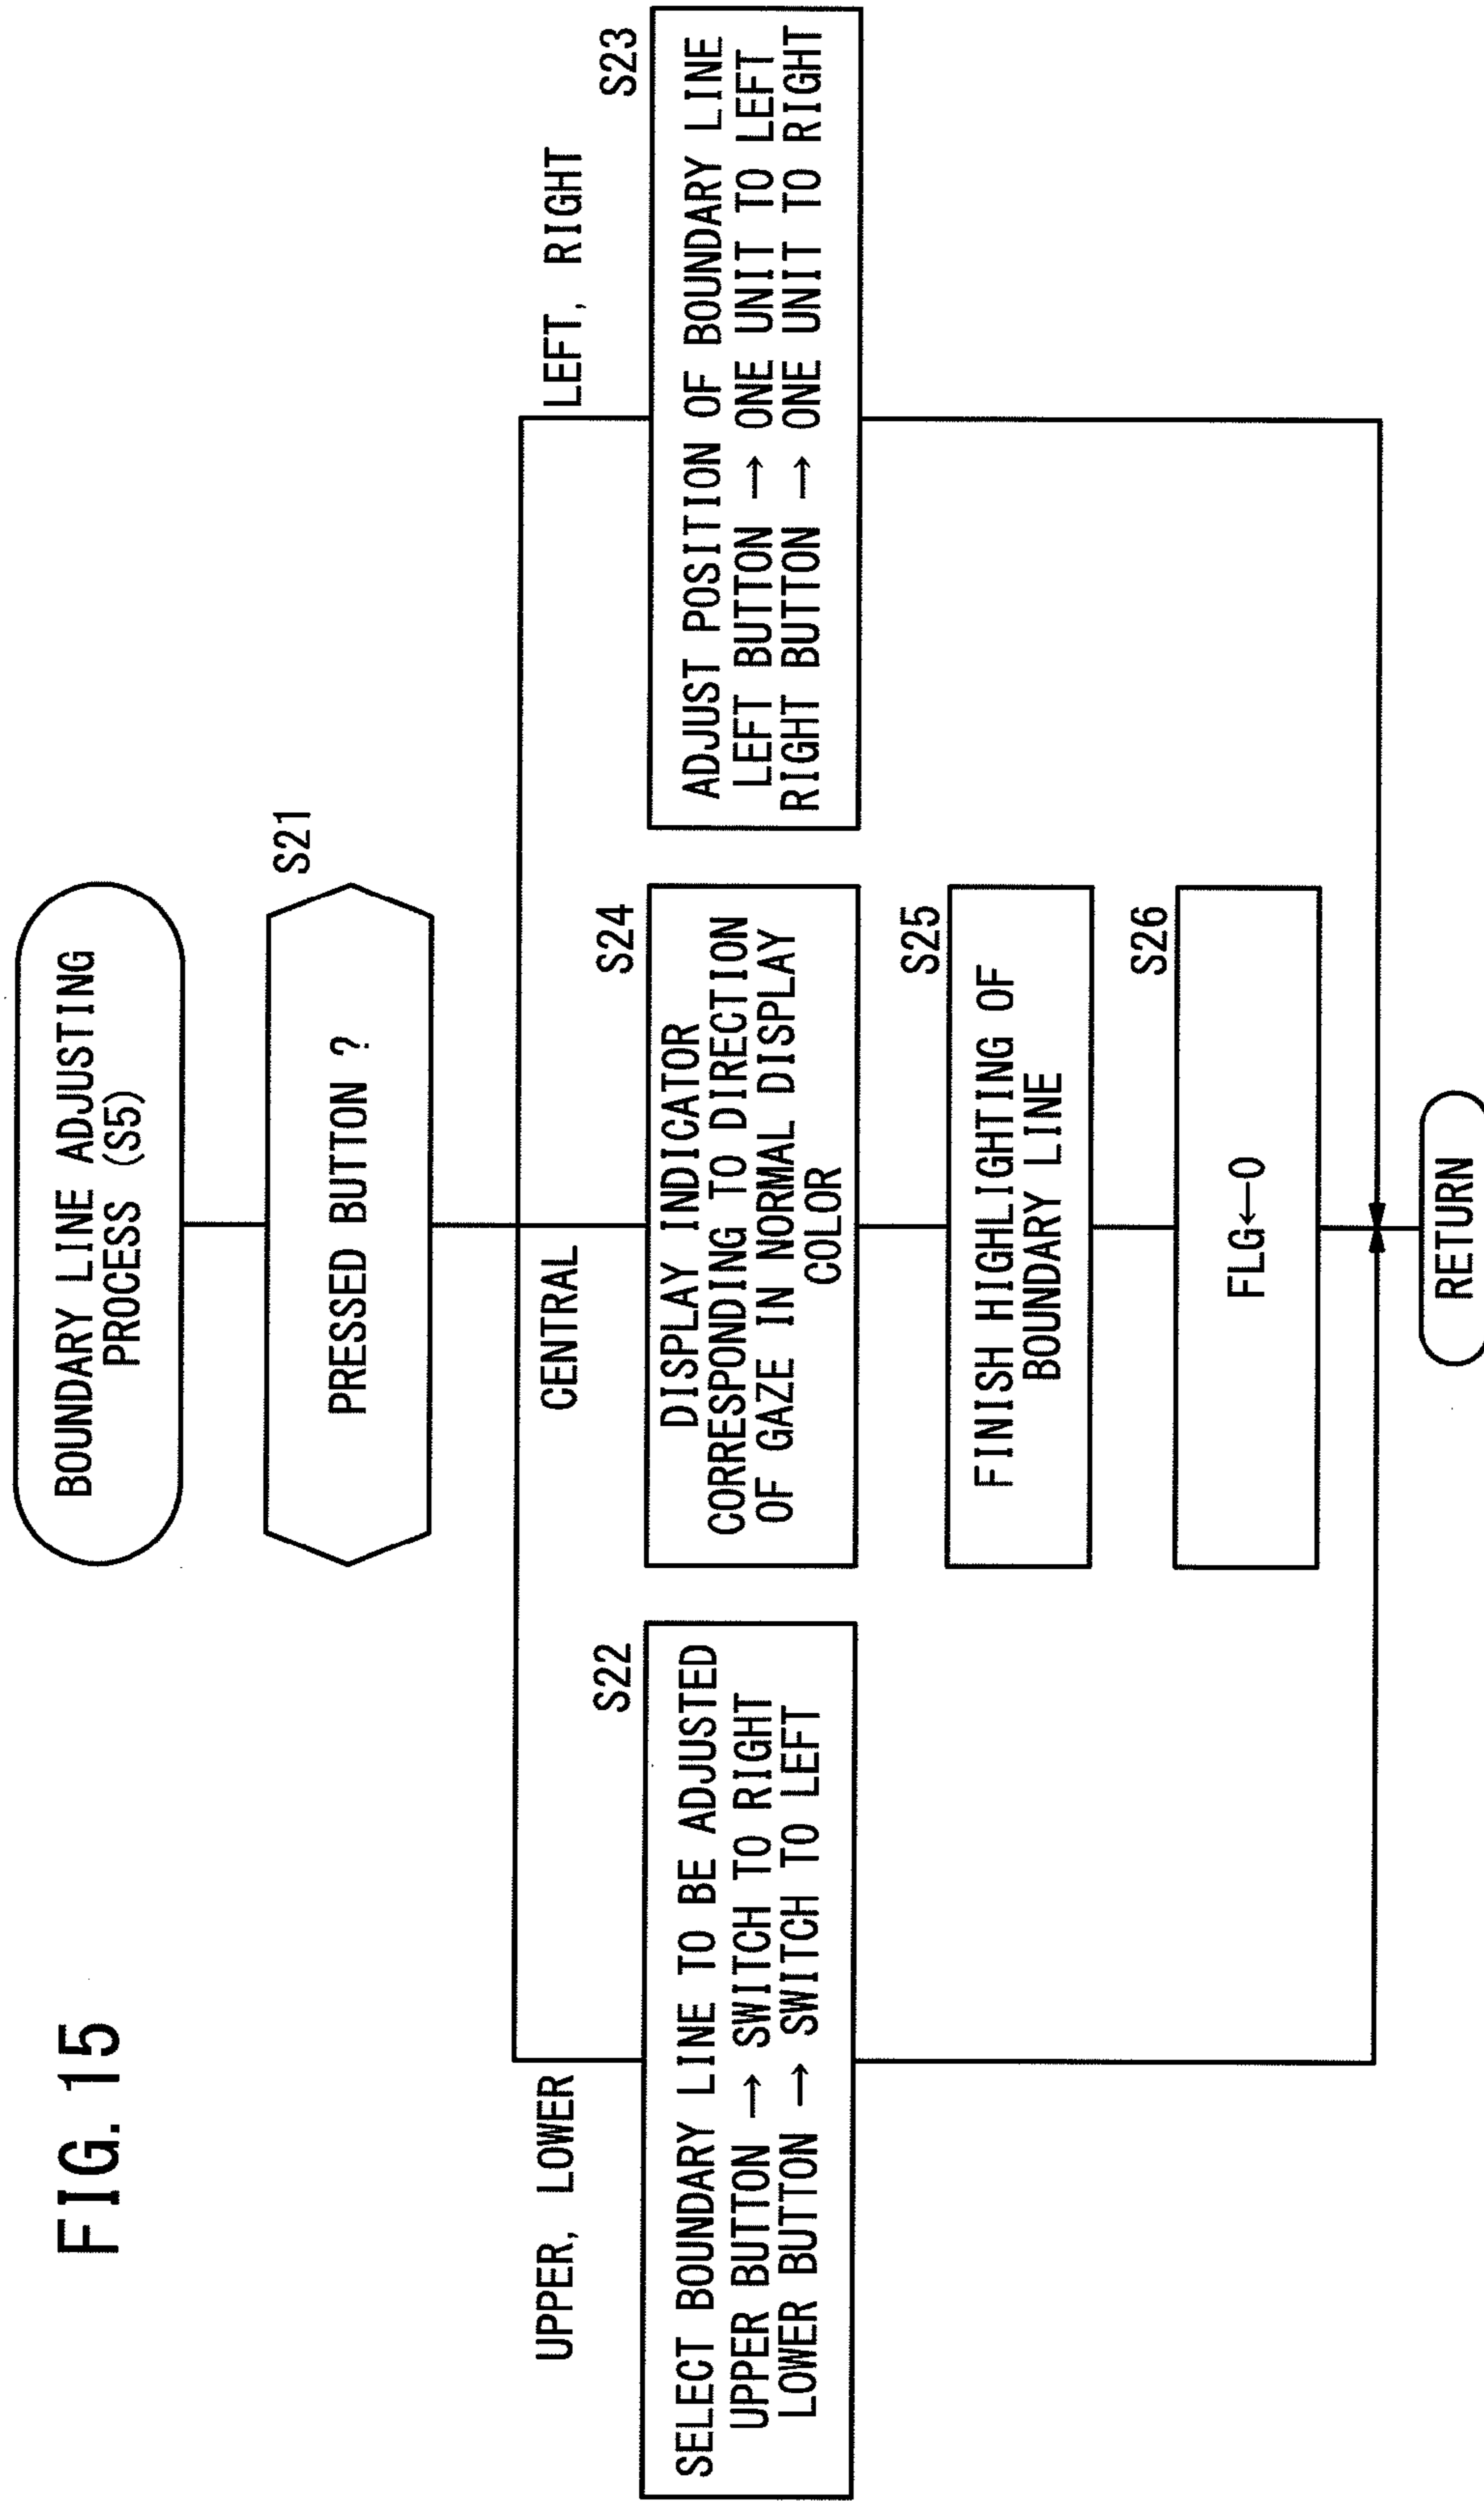 FIG. 15
BOUNDARY LINE ADJUSTING
PROCESS (S5)
S21
PRESSED BUTTON ?
UPPER, LOWER
CENTRAL
LEFT, RIGHT
S22
SELECT BOUNDARY LINE TO BE ADJUSTED
UPPER BUTTON → SWITCH TO RIGHT
LOWER BUTTON → SWITCH TO LEFT
S24
DISPLAY INDICATOR
CORRESPONDING TO DIRECTION
OF GAZE IN NORMAL DISPLAY
COLOR
S23
ADJUST POSITION OF BOUNDARY LINE
LEFT BUTTON → ONE UNIT TO LEFT
RIGHT BUTTON → ONE UNIT TO RIGHT
S25
FINISH HIGHLIGHTING OF
BOUNDARY LINE
S26
FLG←0
RETURN